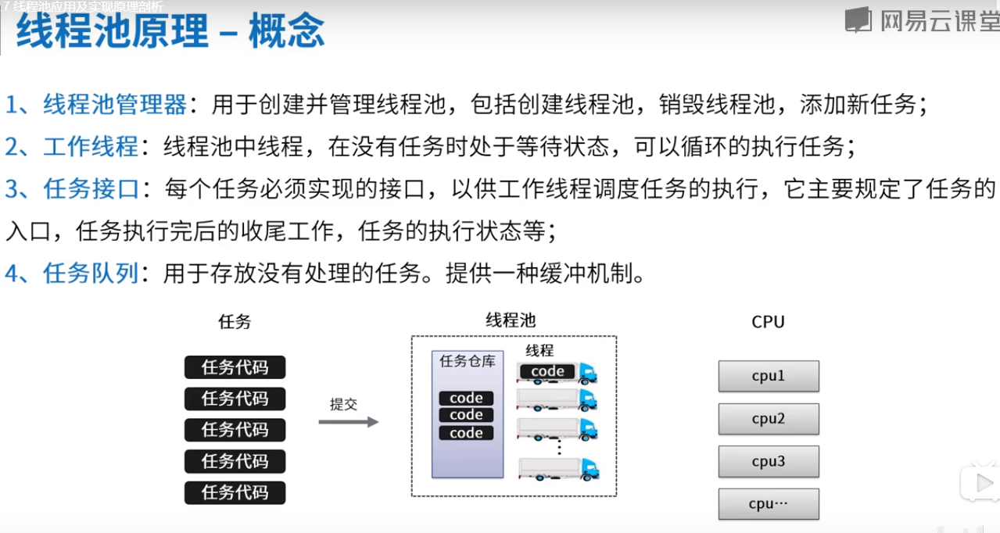 17 线程池应用及实现原理剖析
线程池原理 – 概念
网易云课堂
1、线程池管理器：用于创建并管理线程池，包括创建线程池，销毁线程池，添加新任务；
2、工作线程：线程池中线程，在没有任务时处于等待状态，可以循环的执行任务；
3、任务接口：每个任务必须实现的接口，以供工作线程调度任务的执行，它主要规定了任务的
入口，任务执行完后的收尾工作，任务的执行状态等；
4、任务队列：用于存放没有处理的任务。提供一种缓冲机制。
任务
任务代码
任务代码
任务代码
任务代码
任务代码
提交
线程池
任务仓库
code
code
code
线程
code
CPU
cpu1
cpu2
cpu3
cpu…